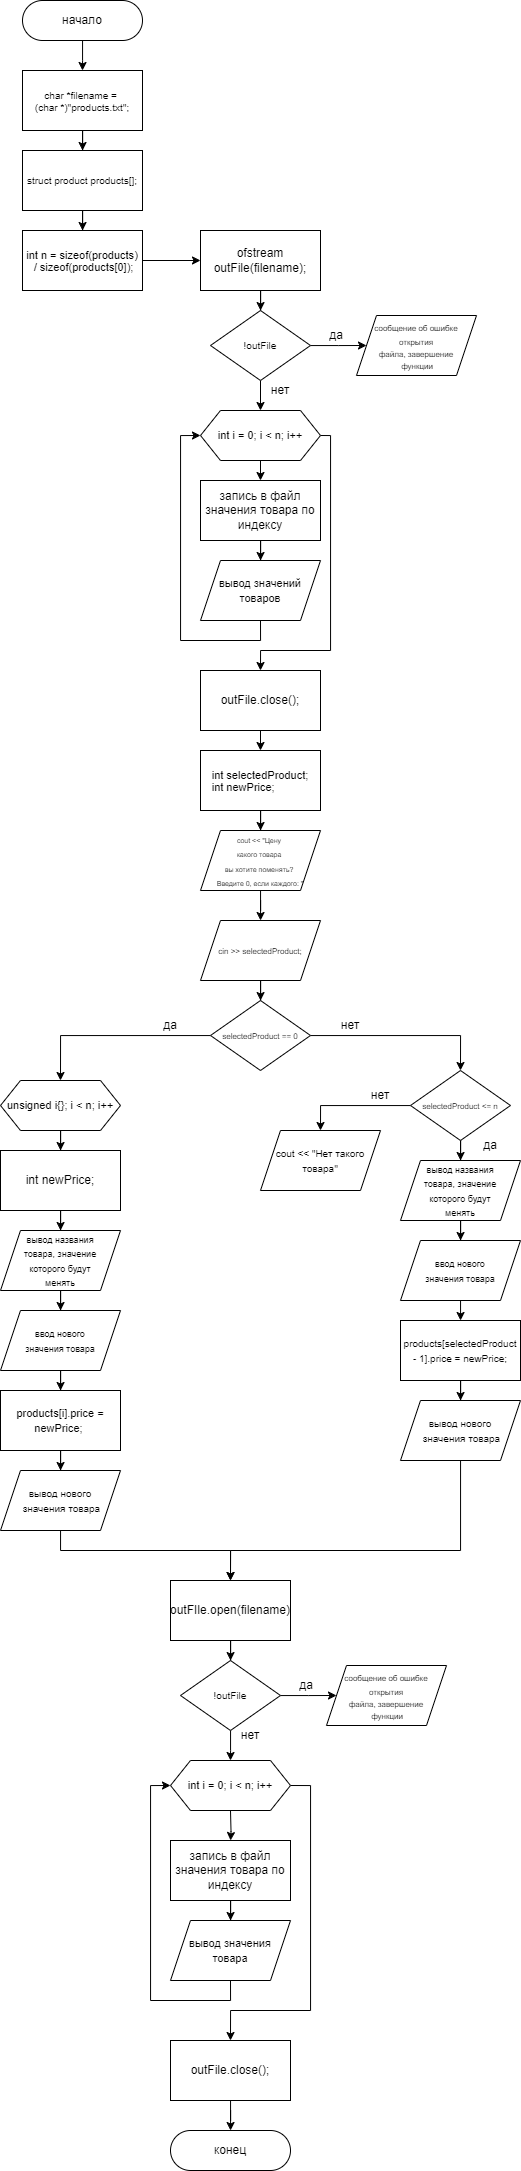 начало
char *filename =
(char *)"products.txt";
struct product products[];
int n = sizeof(products)
/ sizeof(products[0]);
ofstream
outFile(filename);
!outFile
да
сообщение об ошибке
открытия
файла, завершение
функции
нет
int i = 0; i < n; i++
запись в файл
значения товара по
индексу
вывод значений
товаров
outFile.close();
int selectedProduct;
int newPrice;
cout << "Цену
какого товара
вы хотите поменять?
Введите 0, если каждого: "
cin >> selectedProduct;
selectedProduct == 0
да
нет
unsigned i{}; i < n; i++
int newPrice;
вывод названия
товара, значение
которого будут
менять
ввод нового
значения товара
products[i].price =
newPrice;
вывод нового
значения товара
selectedProduct <= n
нет
cout << "Нет такого
товара"
да
вывод названия
товара, значение
которого будут
менять
ввод нового
значения товара
products[selectedProduct
- 1].price = newPrice;
вывод нового
значения товара
outFIle.open(filename)
!outFile
да
сообщение об ошибке
открытия
файла, завершение
функции
нет
int i = 0; i < n; i++
запись в файл
значения товара по
индексу
вывод значения
товара
outFile.close();
конец